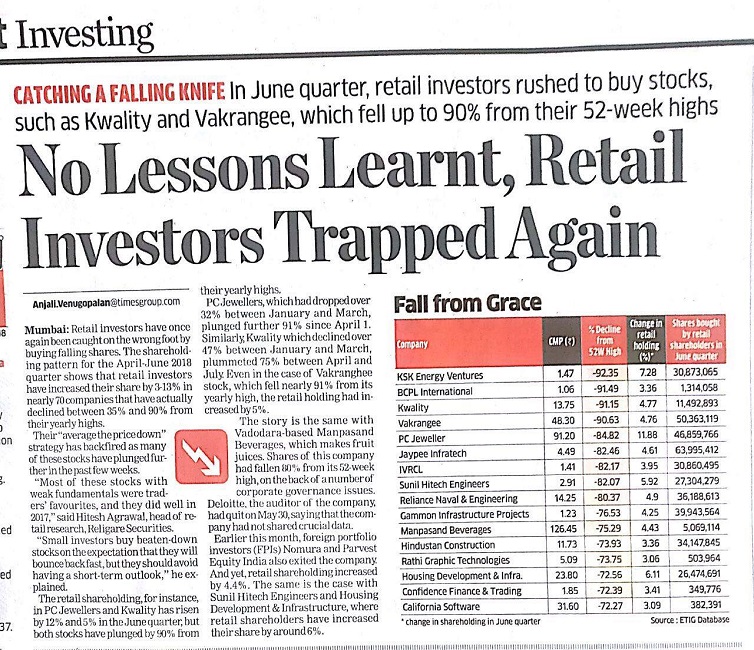 t Investing
CATCHING A FALLING KNIFE In June quarter, retail investors rushed to buy stocks,
such as Kwality and Vakrangee, which fell up to 90% from their 52-week highs
No Lessons Learnt, Retail
Investors Trapped Again
Anjali.Venugopalan@timesgroup.com
Mumbai: Retail investors have once
again been caught on the wrong foot by
buying falling shares. The sharehold-
ing pattern for the April-June 2018
quarter shows that retail investors
have increased their share by 3-13% in
nearly 70 companies that have actually
declined between 35% and 90% from
their yearly highs.
Their “average the price down”
strategy has backfired as many
of these stocks have plunged fur-
ther in the past few weeks.
“Most of these stocks with
weak fundamentals were trad-
ers’ favourites, and they did well in
2017,” said Hitesh Agrawal, head of re-
tail research, Religare Securities.
“Small investors buy beaten-down
stocks on the expectation that they will
bounce back fast, but they should avoid
having a short-term outlook,” he ex-
plained.
The retail shareholding, for instance,
in PC Jewellers and Kwality has risen
by 12% and 5% in the June quarter, but
both stocks have plunged by 90% from
their yearly highs.
PC Jewellers, which had dropped over
32% between January and March,
plunged further 91% since April 1.
Similarly, Kwality which declined over
47% between January and March,
plummeted 75% between April and
July. Even in the case of Vakranghee
stock, which fell nearly 91% from its
yearly high, the retail holding had in-
creased by 5%.
The story is the same with
Vadodara-based Manpasand
Beverages, which makes fruit
juices. Shares of this company
had fallen 80% from its 52-week
high, on the back of a number of
corporate governance issues.
Deloitte, the auditor of the company,
had quit on May 30, saying that the com-
pany had not shared crucial data.
Earlier this month, foreign portfolio
investors (FPIs) Nomura and Parvest
Equity India also exited the company.
And yet, retail shareholding increased
by 4.4%. The same is the case with
Sunil Hitech Engineers and Housing
Development & Infrastructure, where
retail shareholders have increased
their share by around 6%.
Fall from Grace
Company CMP (₹) % Decline from 52W High Change in retail holding (%)* Shares bought by retail shareholders in June quarter
KSK Energy Ventures 1.47 -92.35 7.28 30,873,065
BCPL International 1.06 -91.49 3.36 1,314,058
Kwality 13.75 -91.15 4.77 11,492,893
Vakrangee 48.30 -90.63 4.76 50,363,119
PC Jeweller 91.20 -84.82 11.88 46,859,766
Jaypee Infratech 4.49 -82.46 4.61 63,995,412
IVRCL 1.41 -82.17 3.95 30,860,495
Sunil Hitech Engineers 2.91 -82.07 5.92 27,304,279
Reliance Naval & Engineering 14.25 -80.37 4.9 36,188,613
Gammon Infrastructure Projects 1.23 -76.53 4.25 39,943,564
Manpasand Beverages 126.45 -75.29 4.43 5,069,114
Hindustan Construction 11.73 -73.93 3.36 34,147,845
Rathi Graphic Technologies 5.09 -73.75 3.06 503,964
Housing Development & Infra. 23.80 -72.56 6.11 26,474,691
Confidence Finance & Trading 1.85 -72.39 3.41 349,776
California Software 31.60 -72.27 3.09 382,391
* change in shareholding in June quarter Source : ETIG Database